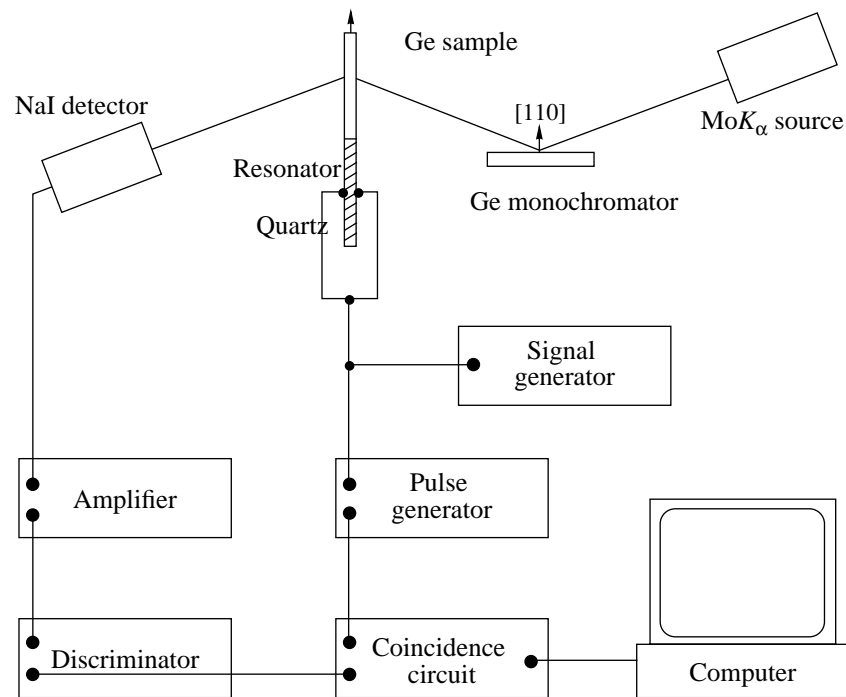 Ge sample
NaI detector
[110]
MoKα source
Resonator
Ge monochromator
Quartz
Signal
generator
Amplifier
Pulse
generator
Discriminator
Coincidence
circuit
Computer